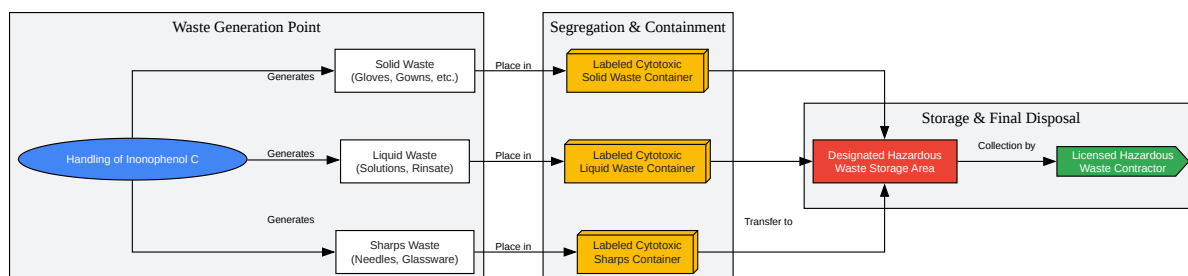 Waste Generation Point
Segregation & Containment
Storage & Final Disposal
Handling of Inonophenol C
Generates
Solid Waste
(Gloves, Gowns, etc.)
Place in
Labeled Cytotoxic
Solid Waste Container
Generates
Liquid Waste
(Solutions, Rinsate)
Place in
Labeled Cytotoxic
Liquid Waste Container
Generates
Sharps Waste
(Needles, Glassware)
Place in
Labeled Cytotoxic
Sharps Container
Transfer to
Designated Hazardous
Waste Storage Area
Collection by
Licensed Hazardous
Waste Contractor